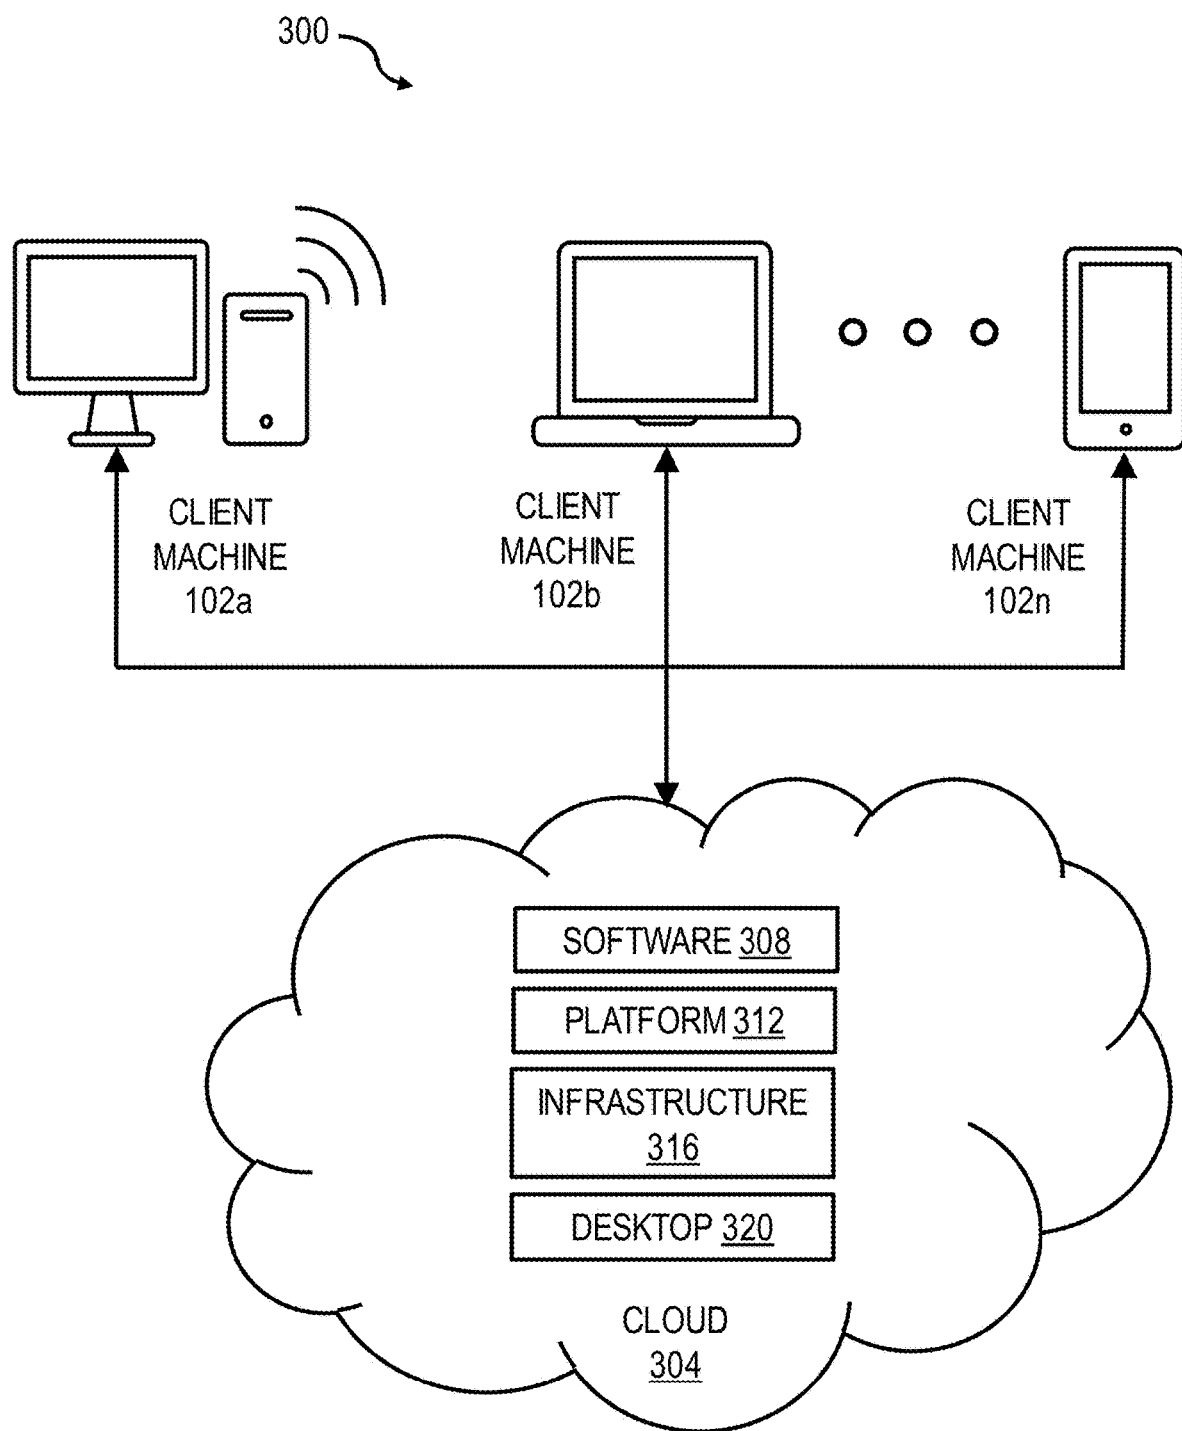 300
CLIENT
MACHINE
102a
CLIENT
MACHINE
102b
CLIENT
MACHINE
102n
SOFTWARE 308
PLATFORM 312
INFRASTRUCTURE
316
DESKTOP 320
CLOUD
304